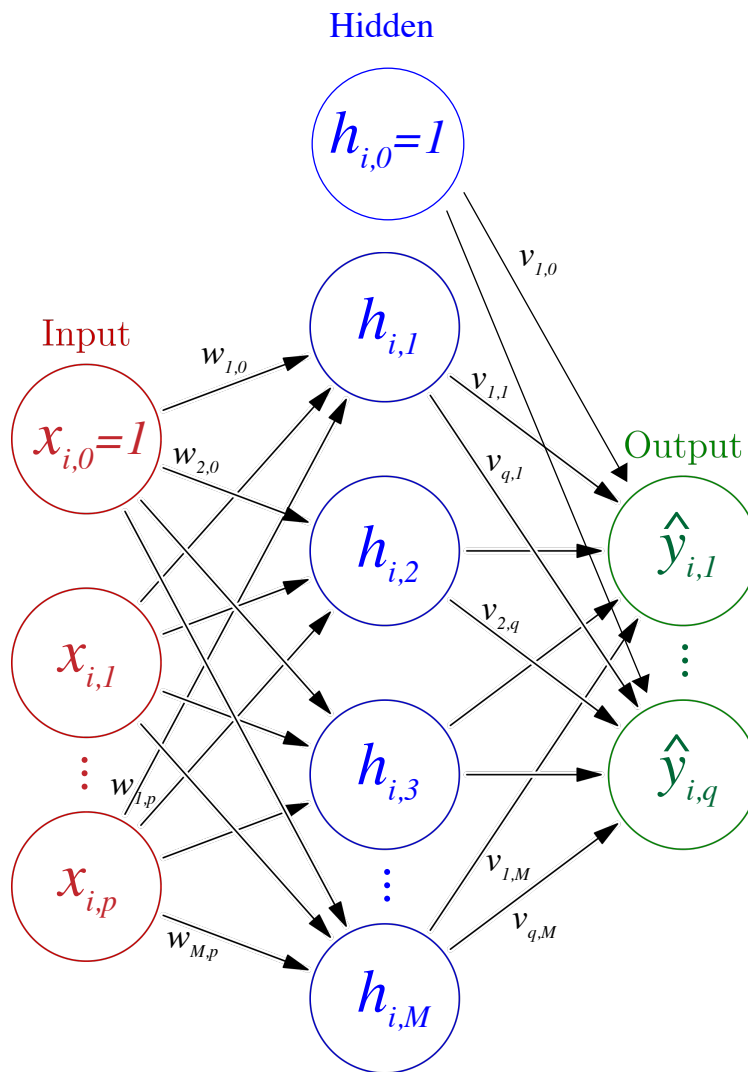 Hidden
h_{i,0}=1
v_{1,0}
h_{i,1}
Input
w_{1,0}
v_{1,1}
x_{i,0}=1
w_{2,0}
v_{q,1}
Output
h_{i,2}
ŷ_{i,1}
v_{2,q}
x_{i,1}
⋮
⋮
w_{1,p}
h_{i,3}
ŷ_{i,q}
x_{i,p}
⋮
v_{1,M}
w_{M,p}
v_{q,M}
h_{i,M}